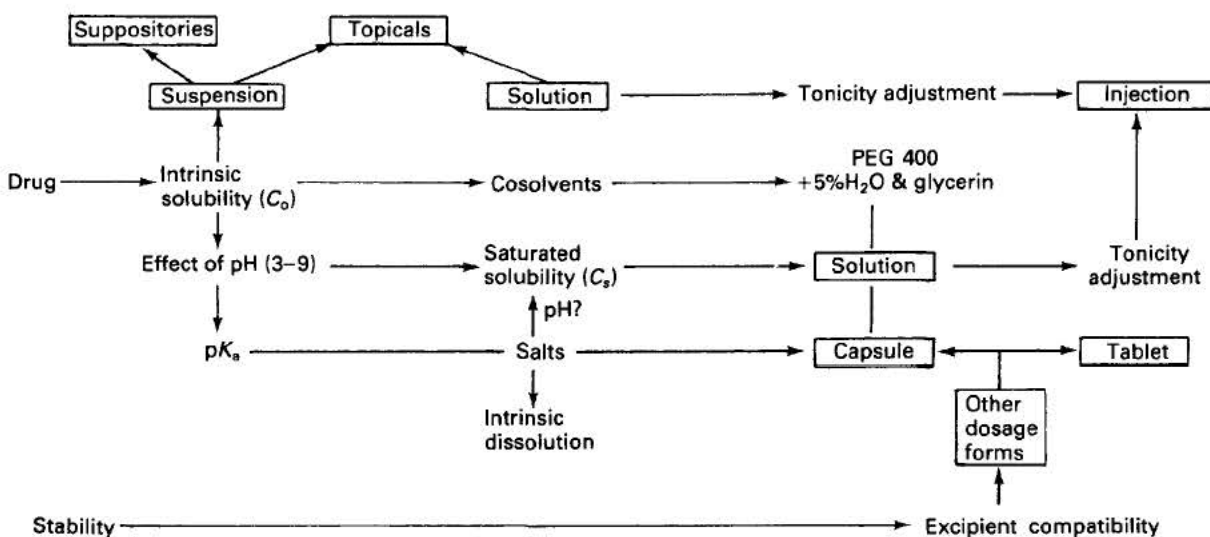 Suppositories
Topicals
Suspension
Solution
Tonicity adjustment
Injection
Drug
Intrinsic
solubility (Cₒ)
Cosolvents
PEG 400
+5%H₂O & glycerin
Effect of pH (3–9)
Saturated
solubility (Cₛ)
Solution
Tonicity
adjustment
pH?
pKₐ
Salts
Capsule
Tablet
Intrinsic
dissolution
Other
dosage
forms
Stability
Excipient compatibility